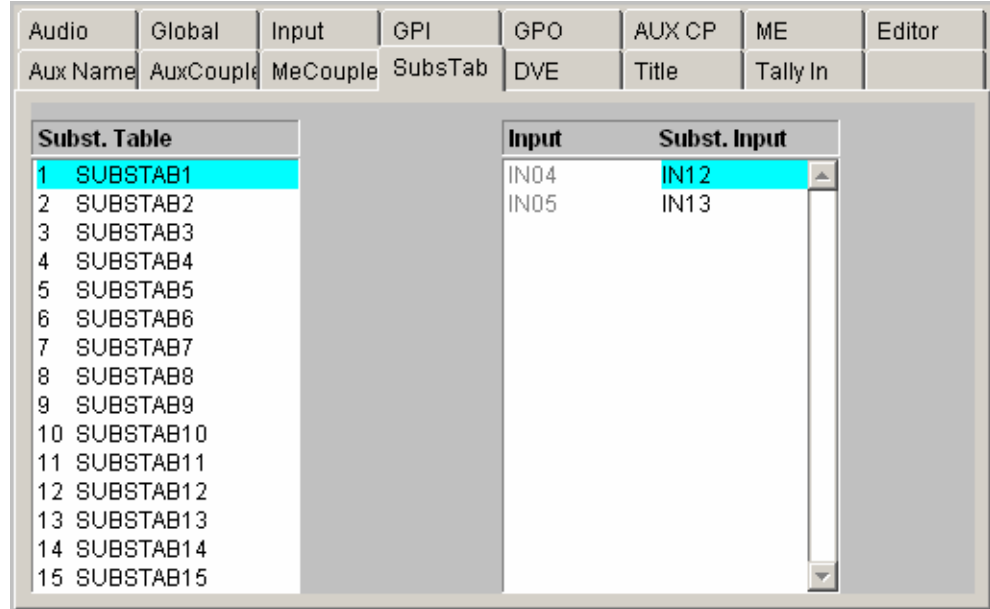 Audio Global Input GPI GPO AUX CP ME Editor
Aux Name AuxCouple MeCouple SubsTab DVE Title Tally In
Subst. Table
1 SUBSTAB1
2 SUBSTAB2
3 SUBSTAB3
4 SUBSTAB4
5 SUBSTAB5
6 SUBSTAB6
7 SUBSTAB7
8 SUBSTAB8
9 SUBSTAB9
10 SUBSTAB10
11 SUBSTAB11
12 SUBSTAB12
13 SUBSTAB13
14 SUBSTAB14
15 SUBSTAB15
Input Subst. Input
IN04 IN12
IN05 IN13